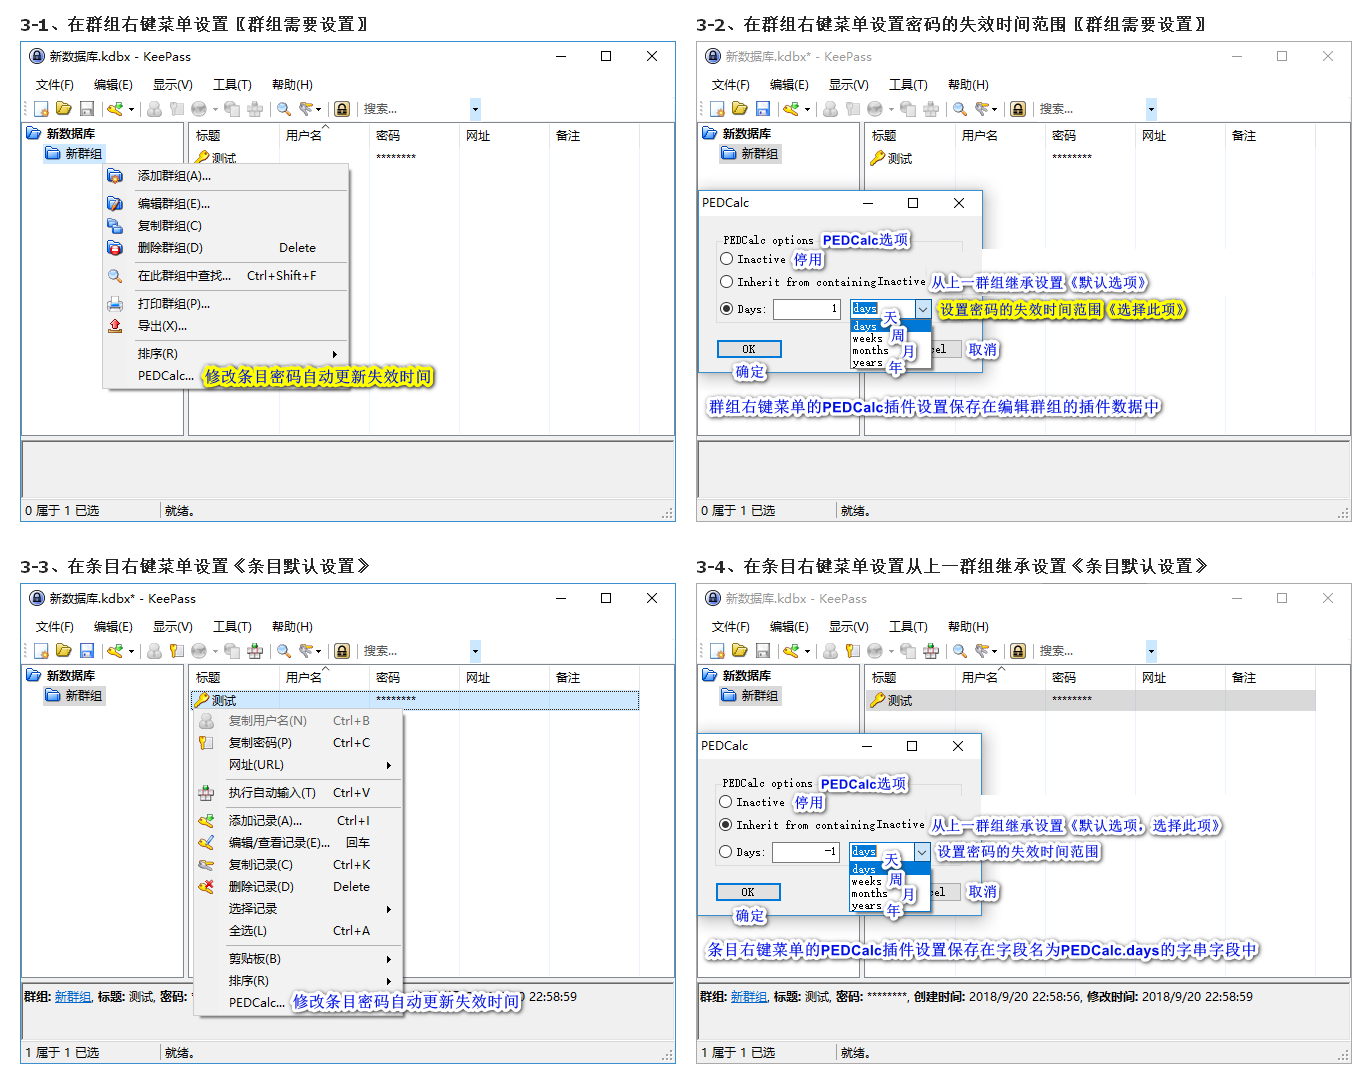 3-1、在群组右键菜单设置〖群组需要设置〗
新数据库.kdbx - KeePass
文件(F) 编辑(E) 显示(V) 工具(T) 帮助(H)
搜索...
新数据库
新群组
标题 用户名 密码 网址 备注
测试 ********
添加群组(A)...
编辑群组(E)...
复制群组(C)
删除群组(D) Delete
在此群组中查找... Ctrl+Shift+F
打印群组(P)...
导出(X)...
排序(R)
PEDCalc... 修改条目密码自动更新失效时间
0 属于 1 已选 就绪。
3-2、在群组右键菜单设置密码的失效时间范围〖群组需要设置〗
新数据库.kdbx* - KeePass
文件(F) 编辑(E) 显示(V) 工具(T) 帮助(H)
搜索...
新数据库
新群组
标题 用户名 密码 网址 备注
测试 ********
PEDCalc
PEDCalc options PEDCalc选项
Inactive 停用
Inherit from containingInactive 从上一群组继承设置《默认选项》
Days: 1 days 设置密码的失效时间范围《选择此项》
days 天
weeks 周
months 月
years 年
OK cel 取消
确定
群组右键菜单的PEDCalc插件设置保存在编辑群组的插件数据中
0 属于 1 已选 就绪。
3-3、在条目右键菜单设置《条目默认设置》
新数据库.kdbx* - KeePass
文件(F) 编辑(E) 显示(V) 工具(T) 帮助(H)
搜索...
新数据库
新群组
标题 用户名 密码 网址 备注
测试 ********
复制用户名(N) Ctrl+B
复制密码(P) Ctrl+C
网址(URL)
执行自动输入(T) Ctrl+V
添加记录(A)... Ctrl+I
编辑/查看记录(E)... 回车
复制记录(C) Ctrl+K
删除记录(D) Delete
选择记录
全选(L) Ctrl+A
剪贴板(B)
排序(R)
PEDCalc... 修改条目密码自动更新失效时间
群组: 新群组, 标题: 测试, 密码: 20 22:58:59
1 属于 1 已选 就绪。
3-4、在条目右键菜单设置从上一群组继承设置《条目默认设置》
新数据库.kdbx - KeePass
文件(F) 编辑(E) 显示(V) 工具(T) 帮助(H)
搜索...
新数据库
新群组
标题 用户名 密码 网址 备注
测试 ********
PEDCalc
PEDCalc options PEDCalc选项
Inactive 停用
Inherit from containingInactive 从上一群组继承设置《默认选项，选择此项》
Days: -1 days 设置密码的失效时间范围
days 天
weeks 周
months 月
years 年
OK cel 取消
确定
条目右键菜单的PEDCalc插件设置保存在字段名为PEDCalc.days的字串字段中
群组: 新群组, 标题: 测试, 密码: ********, 创建时间: 2018/9/20 22:58:56, 修改时间: 2018/9/20 22:58:59
1 属于 1 已选 就绪。